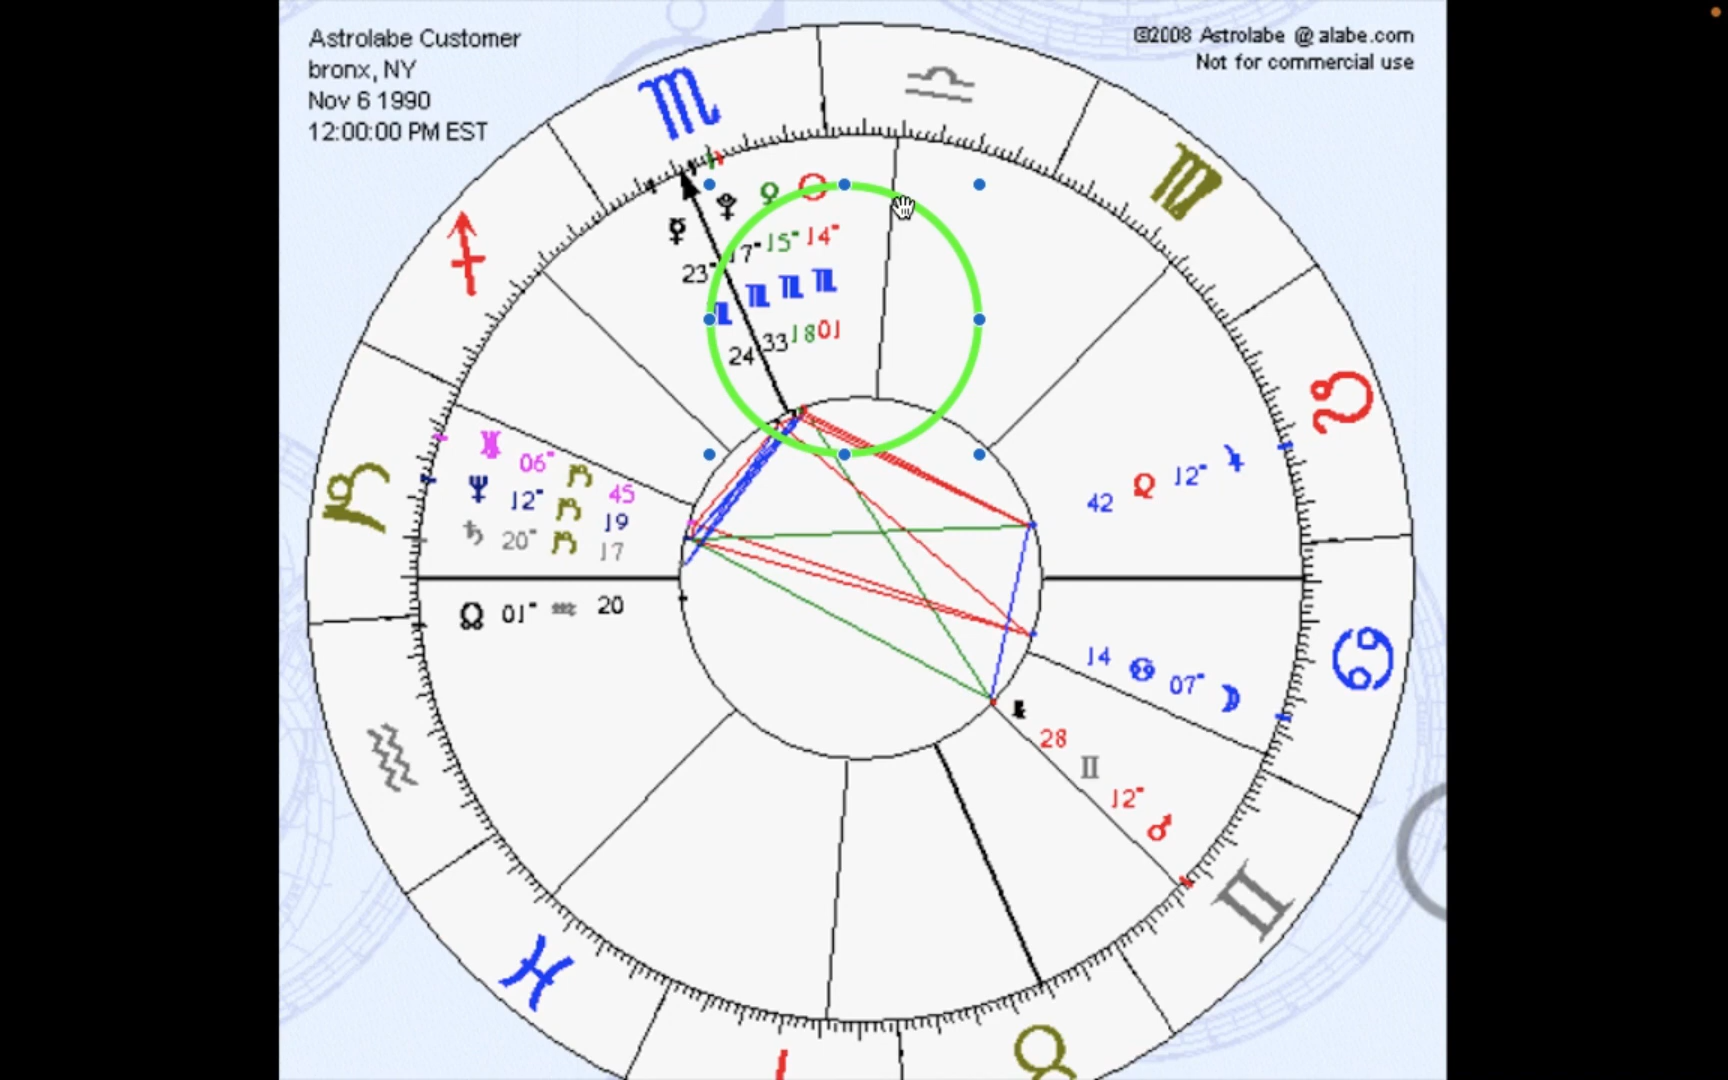 Astrolabe Customer
bronx, NY
Nov 6 1990
12:00:00 PM EST
©2008 Astrolabe @ alabe.com
Not for commercial use
♏
♎
♍
♐
♌
♑
♋
♒
♊
♓
♉
☿ ♇ ♀ ☉
23° 17° 15° 14°
♏ ♏ ♏ ♏
24 33 18 01
♅ 06° ♑ 45
♆ 12° ♑ 19
♄ 20° ♑ 17
☊ 01° ♒ 20
42 ♌ 12° ♃
14 ♋ 07° ☽
28 ♊ 12° ♂